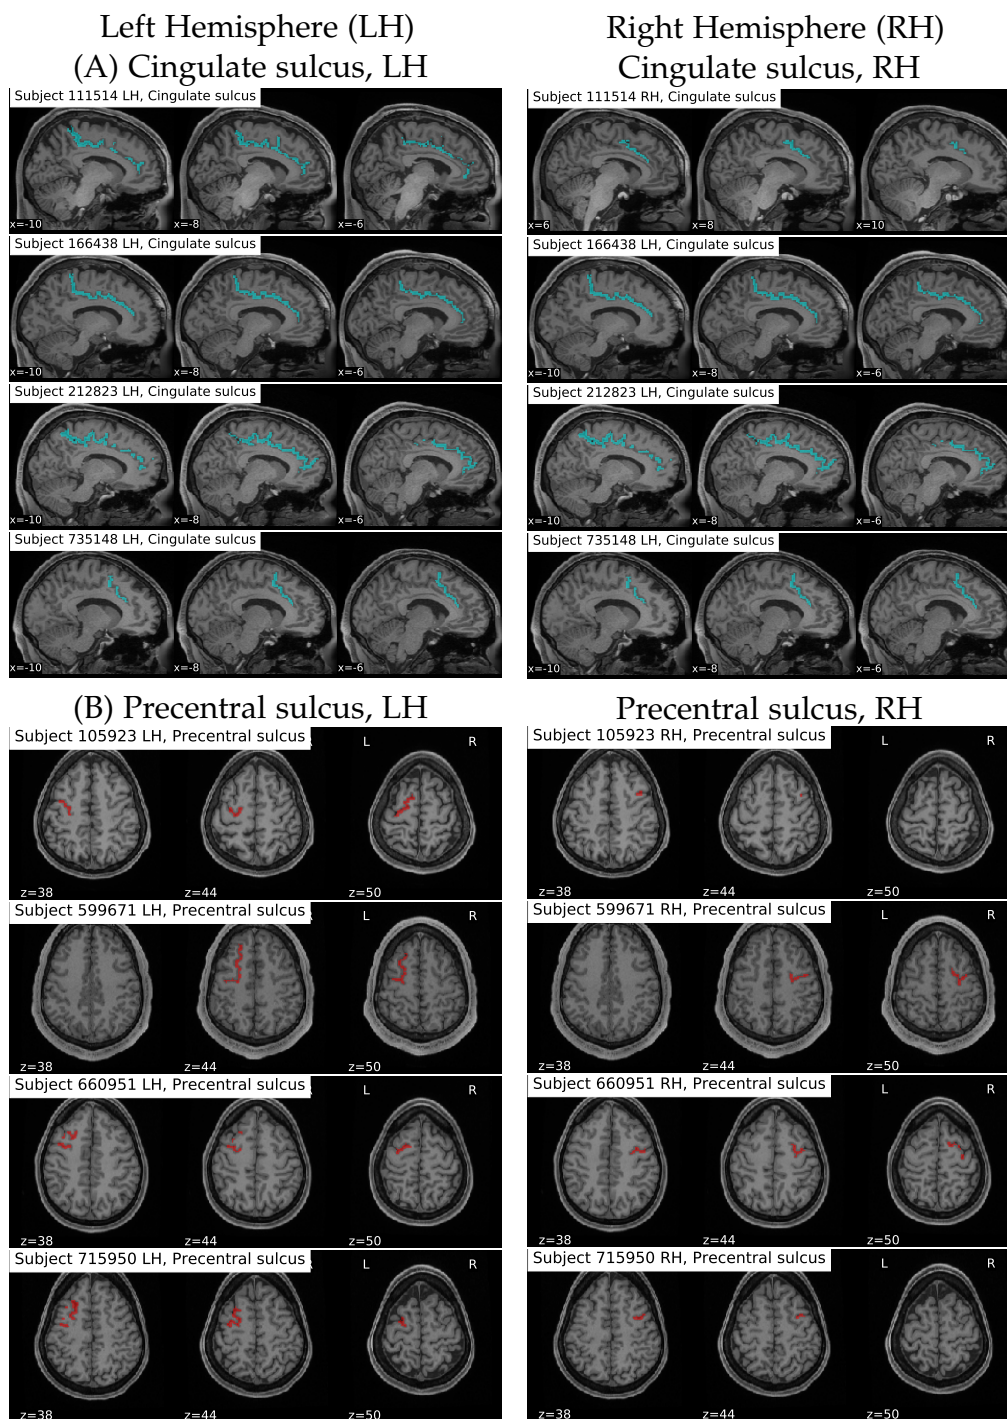 Left Hemisphere (LH)
(A) Cingulate sulcus, LH
Subject 111514 LH, Cingulate sulcus
x=-10
x=-8
x=-6
Subject 166438 LH, Cingulate sulcus
x=-10
x=-8
x=-6
Subject 212823 LH, Cingulate sulcus
x=-10
x=-8
x=-6
Subject 735148 LH, Cingulate sulcus
x=-10
x=-8
x=-6
Right Hemisphere (RH)
Cingulate sulcus, RH
Subject 111514 RH, Cingulate sulcus
x=6
x=8
x=10
Subject 166438 LH, Cingulate sulcus
x=-10
x=-8
x=-6
Subject 212823 LH, Cingulate sulcus
x=-10
x=-8
x=-6
Subject 735148 LH, Cingulate sulcus
x=-10
x=-8
x=-6
(B) Precentral sulcus, LH
Subject 105923 LH, Precentral sulcus
L R
z=38
z=44
z=50
Subject 599671 LH, Precentral sulcus
L R
z=38
z=44
z=50
Subject 660951 LH, Precentral sulcus
L R
z=38
z=44
z=50
Subject 715950 LH, Precentral sulcus
L R
z=38
z=44
z=50
Precentral sulcus, RH
Subject 105923 RH, Precentral sulcus
L R
z=38
z=44
z=50
Subject 599671 RH, Precentral sulcus
L R
z=38
z=44
z=50
Subject 660951 RH, Precentral sulcus
L R
z=38
z=44
z=50
Subject 715950 RH, Precentral sulcus
L R
z=38
z=44
z=50